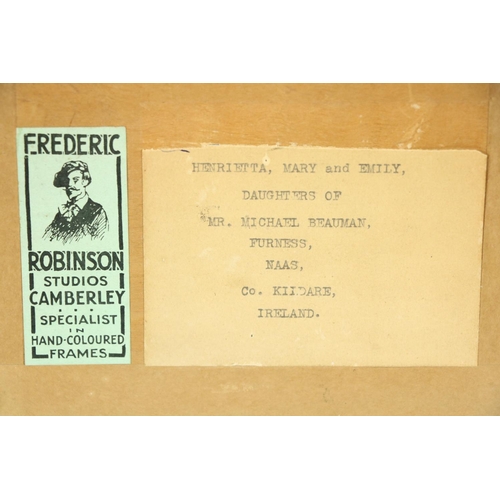 FREDERIC
ROBINSON
STUDIOS
CAMBERLEY
SPECIALIST
IN
HAND-COLOURED
FRAMES
HENRIETTA, MARY and EMILY,
DAUGHTERS OF
MR. MICHAEL BEAUMAN,
FURNESS,
NAAS,
Co. KILDARE,
IRELAND.